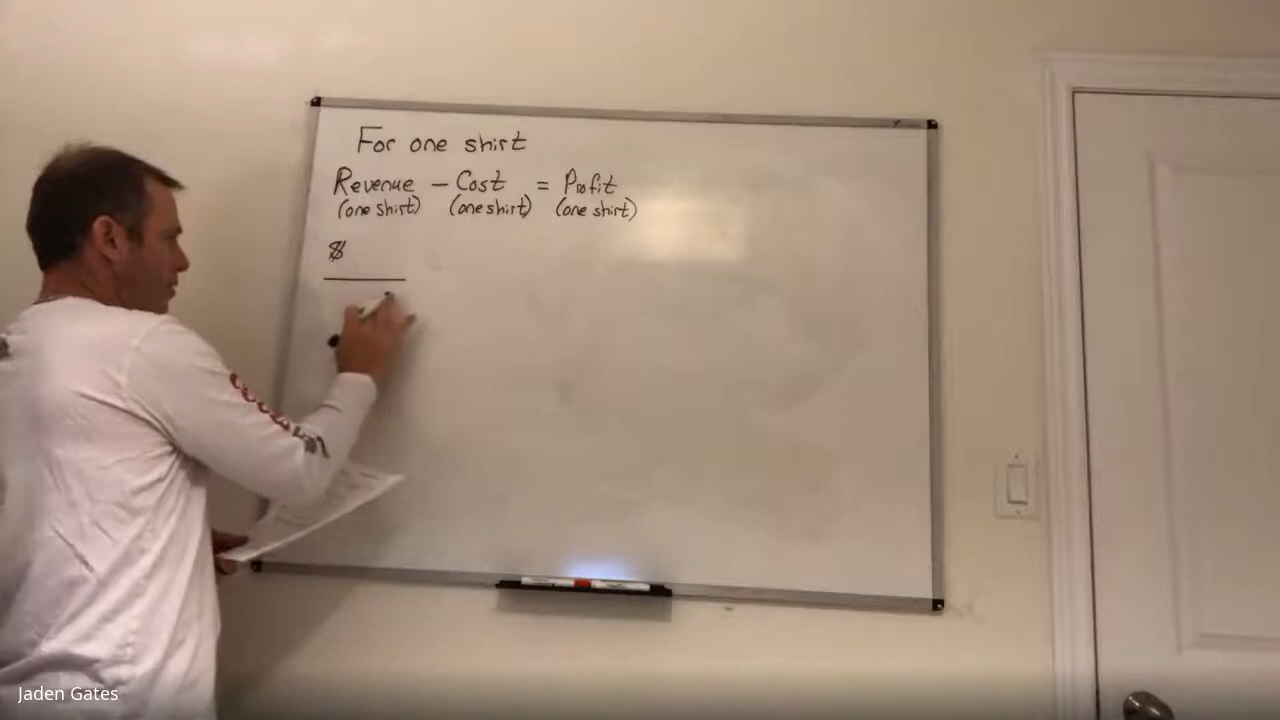 For one shirt
Revenue - Cost = Profit
(one shirt) (one shirt) (one shirt)
$
Jaden Gates